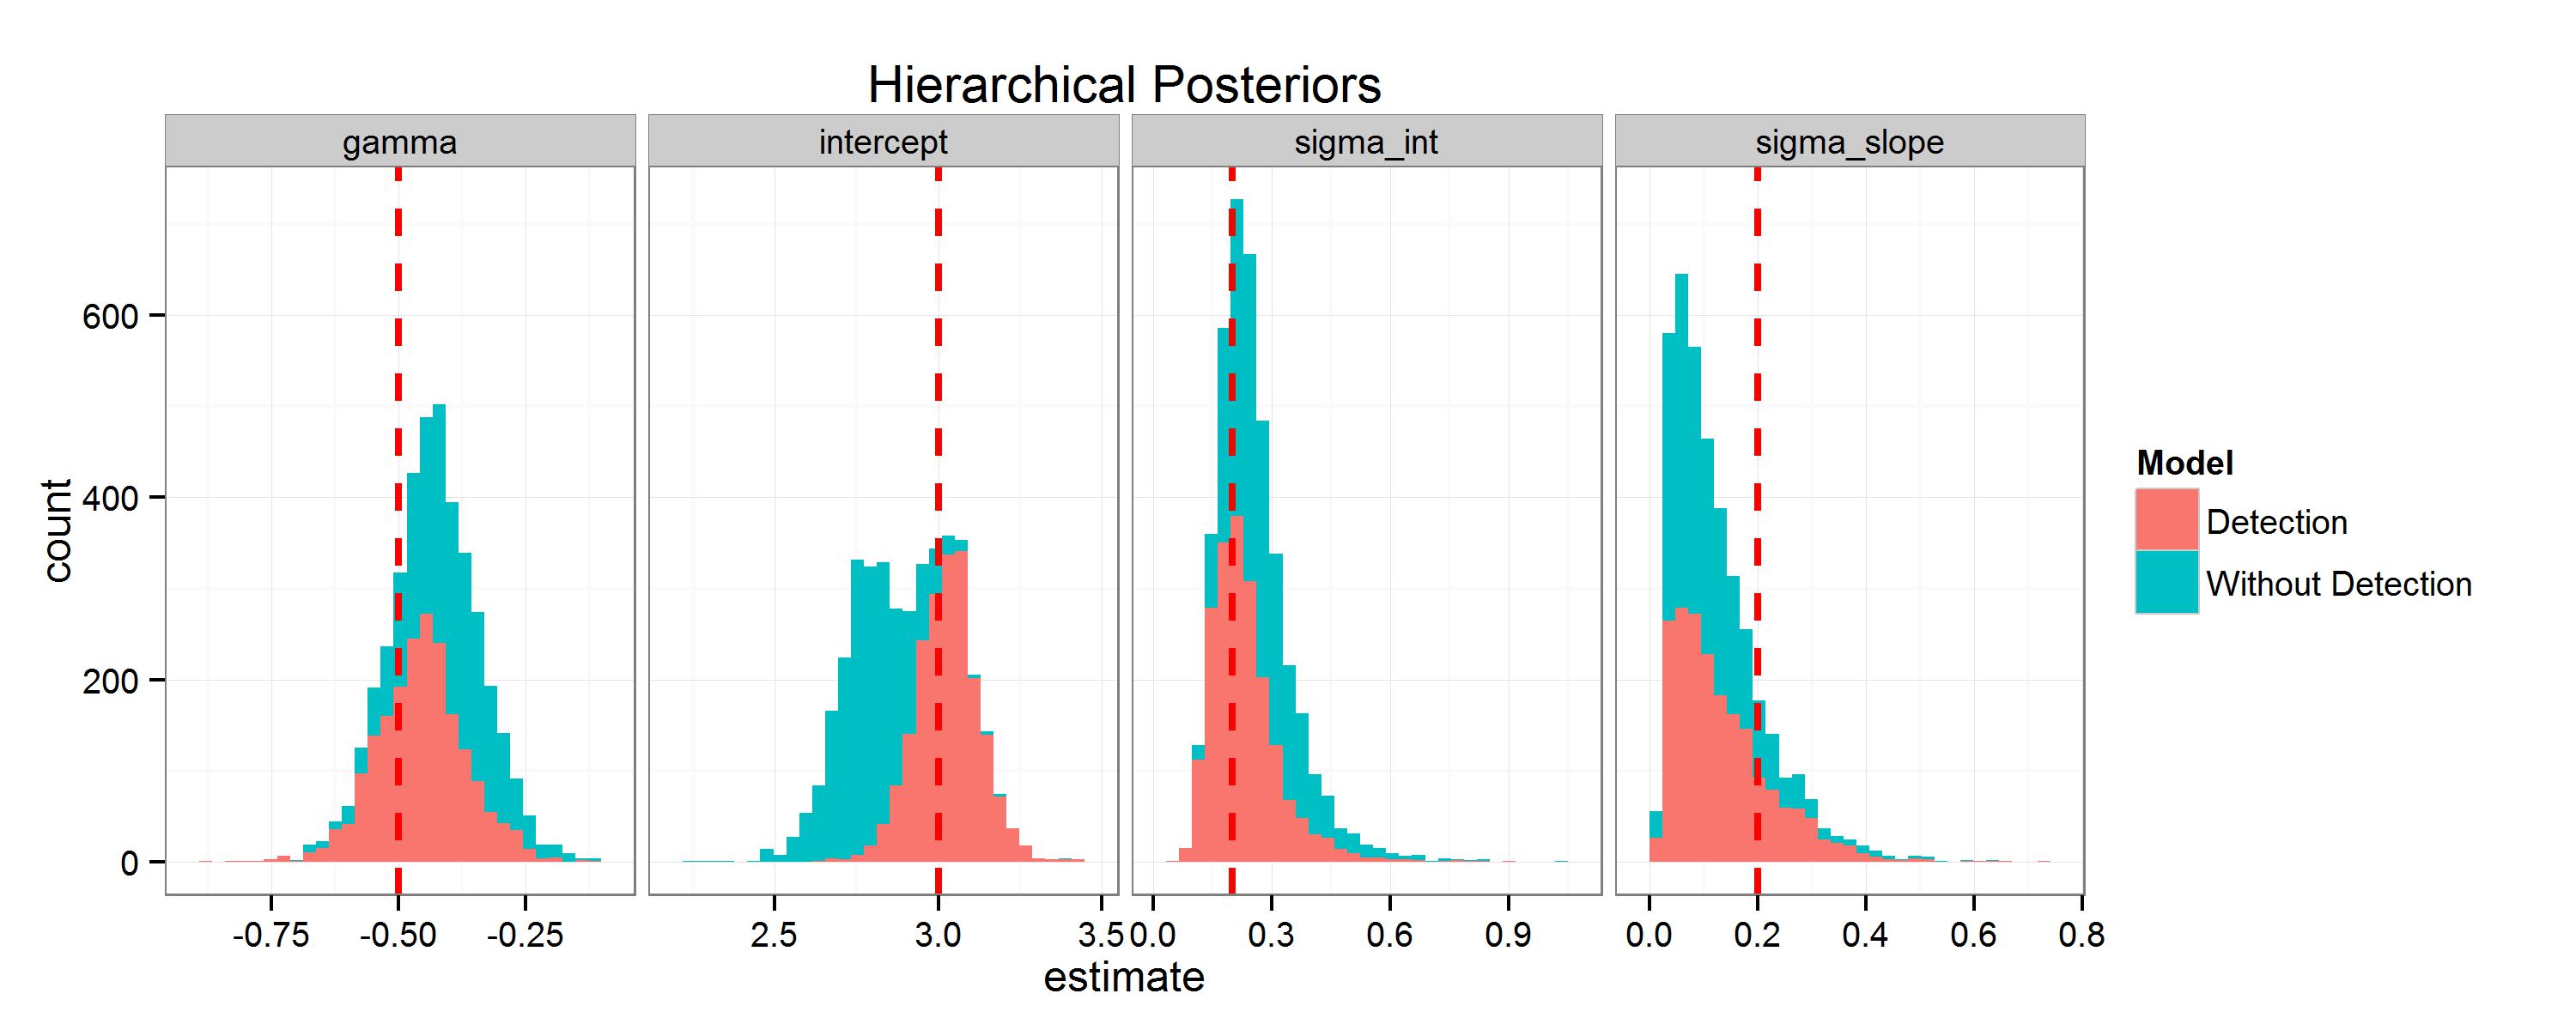 Hierarchical Posteriors
gamma intercept sigma_int sigma_slope
count
600
400
200
0
-0.75 -0.50 -0.25 2.5 3.0 3.5 0.0 0.3 0.6 0.9 0.0 0.2 0.4 0.6 0.8
estimate
Model
Detection
Without Detection